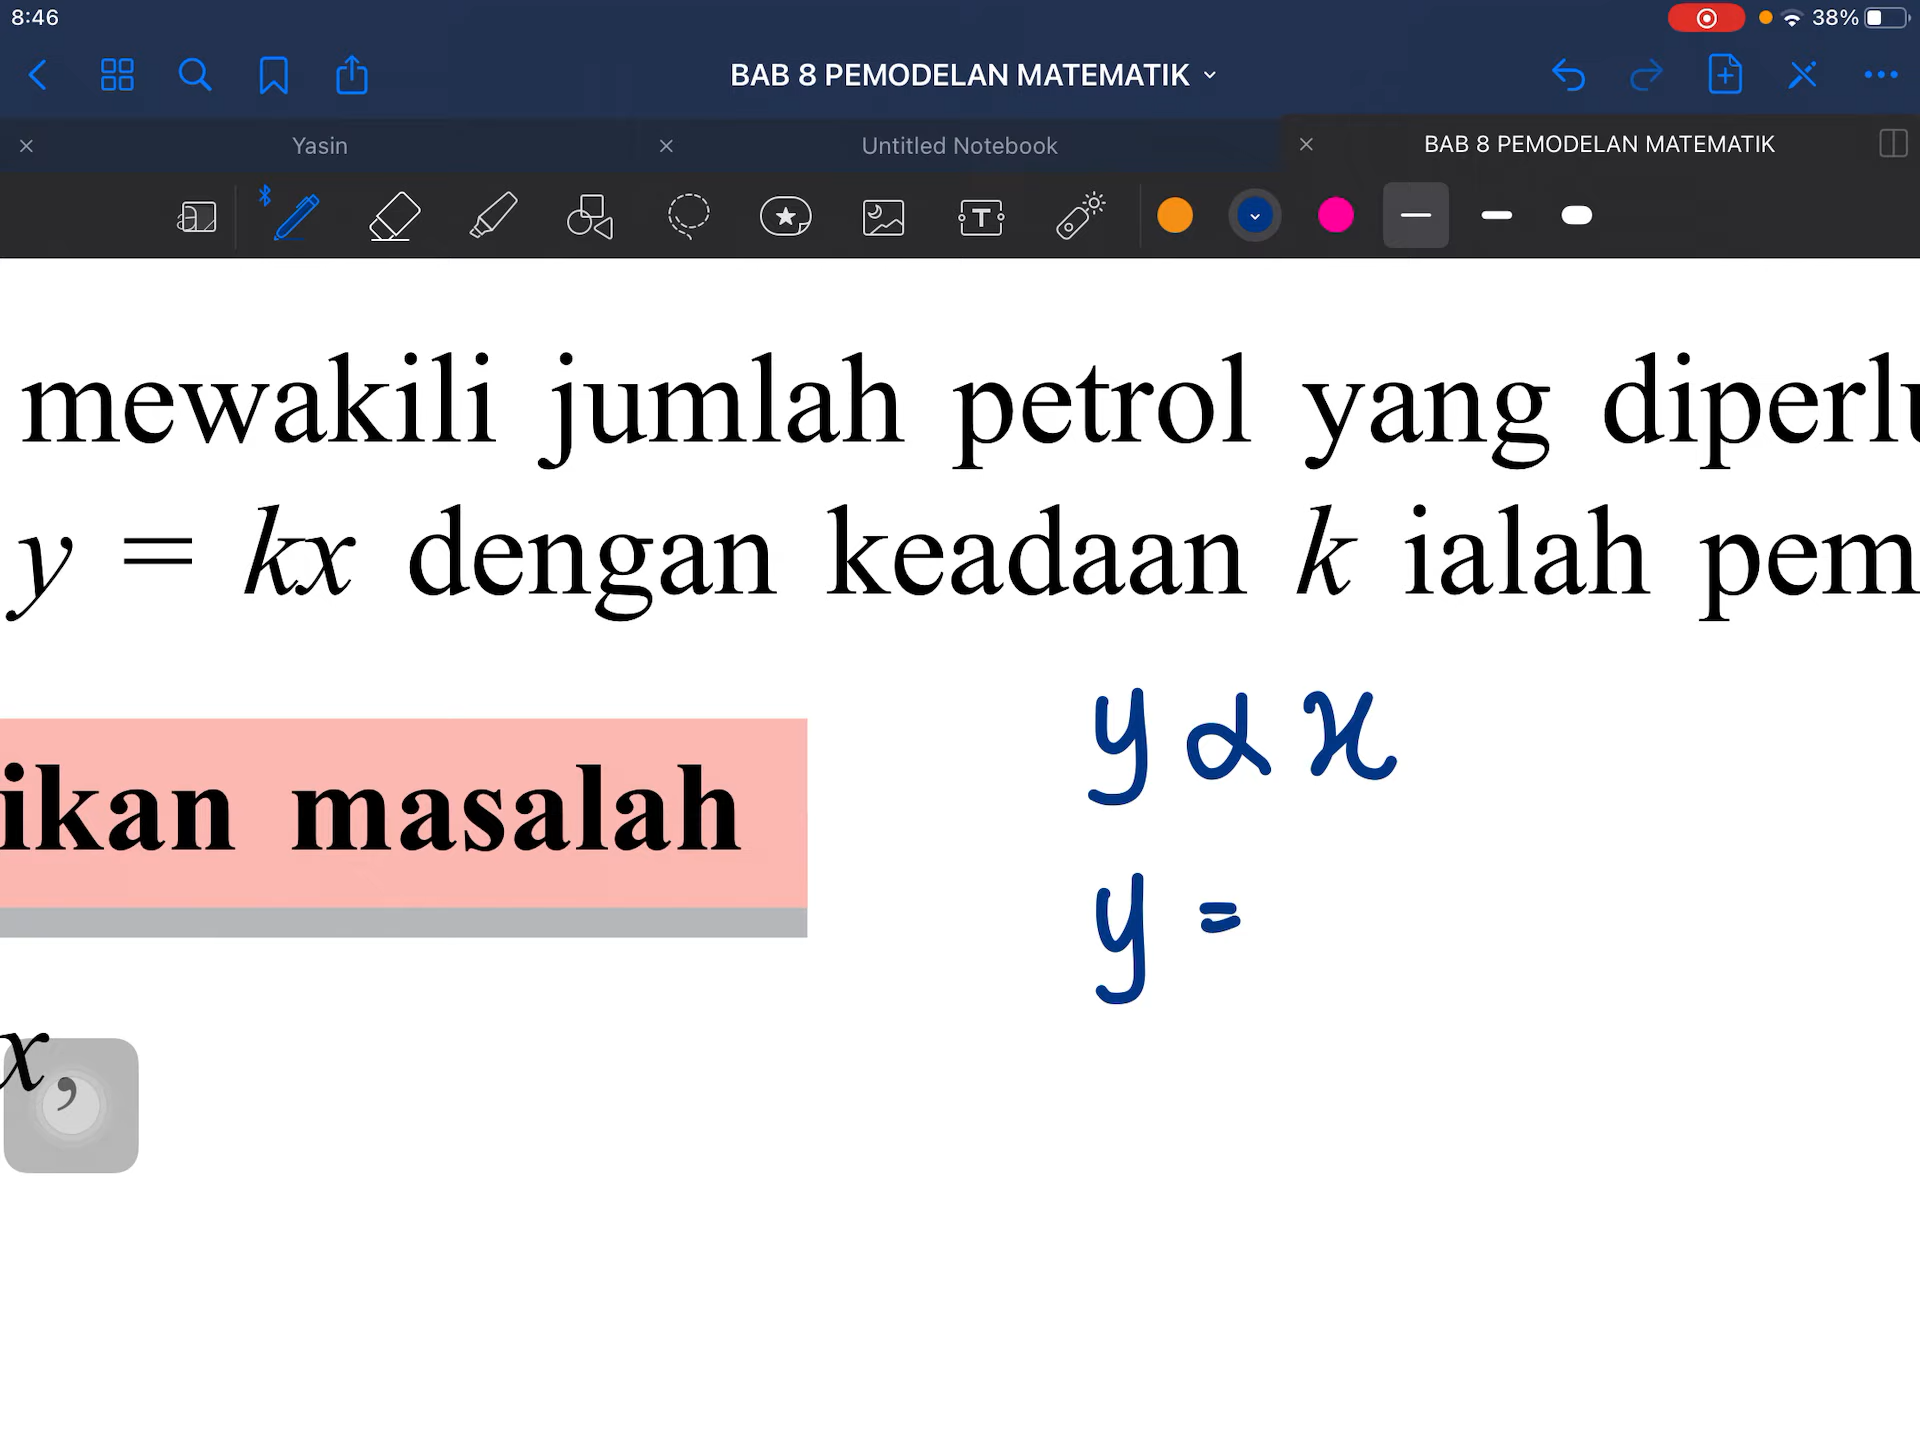 8:46
38%
BAB 8 PEMODELAN MATEMATIK
Yasin
Untitled Notebook
BAB 8 PEMODELAN MATEMATIK
mewakili jumlah petrol yang diperlu
y = kx dengan keadaan k ialah pem
y ∝ x
ikan masalah
y =
x,